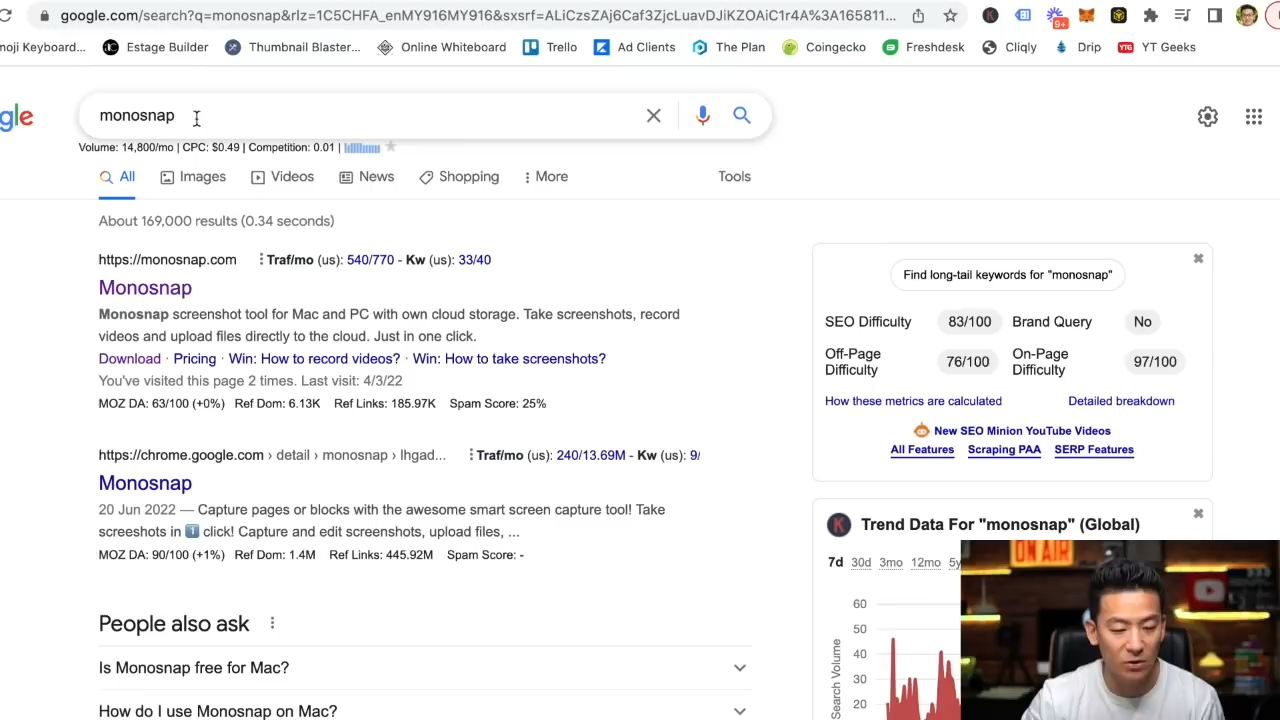 google.com/search?q=monosnap&rlz=1C5CHFA_enMY916MY916&sxsrf=ALiCzsZAj6Caf3ZjcLuavDJiKZOAiC1r4A%3A165811...
9+
moji Keyboard... Estage Builder Thumbnail Blaster... Online Whiteboard Trello Ad Clients The Plan Coingecko Freshdesk Cliqly Drip YTG YT Geeks
gle monosnap
Volume: 14,800/mo | CPC: $0.49 | Competition: 0.01 |
All Images Videos News Shopping More Tools
About 169,000 results (0.34 seconds)
https://monosnap.com Traf/mo (us): 540/770 - Kw (us): 33/40
Monosnap
Monosnap screenshot tool for Mac and PC with own cloud storage. Take screenshots, record
videos and upload files directly to the cloud. Just in one click.
Download · Pricing · Win: How to record videos? · Win: How to take screenshots?
You've visited this page 2 times. Last visit: 4/3/22
MOZ DA: 63/100 (+0%) Ref Dom: 6.13K Ref Links: 185.97K Spam Score: 25%
https://chrome.google.com › detail › monosnap › lhgad... Traf/mo (us): 240/13.69M - Kw (us): 9/
Monosnap
20 Jun 2022 — Capture pages or blocks with the awesome smart screen capture tool! Take
screeshots in 1 click! Capture and edit screenshots, upload files, ...
MOZ DA: 90/100 (+1%) Ref Dom: 1.4M Ref Links: 445.92M Spam Score: -
People also ask
Is Monosnap free for Mac?
How do I use Monosnap on Mac?
Find long-tail keywords for "monosnap"
SEO Difficulty 83/100 Brand Query No
Off-Page Difficulty 76/100 On-Page Difficulty 97/100
How these metrics are calculated Detailed breakdown
New SEO Minion YouTube Videos
All Features Scraping PAA SERP Features
K Trend Data For "monosnap" (Global)
7d 30d 3mo 12mo 5y
60
50
40
30
20
Search Volume
ON AIR